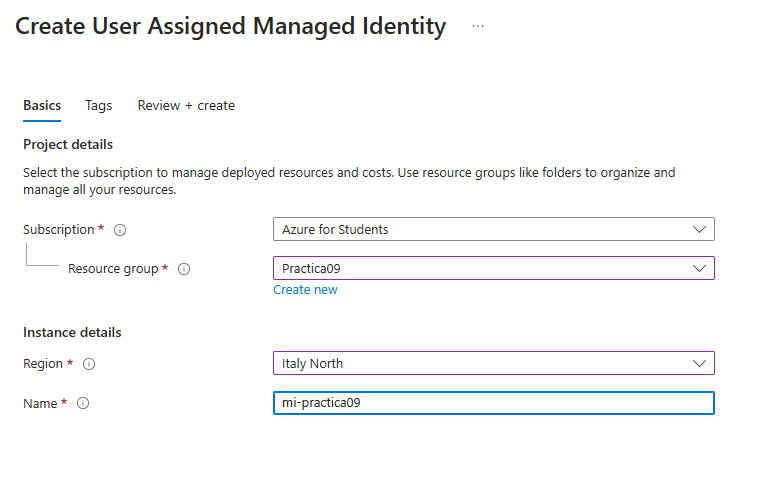 Create User Assigned Managed Identity ...
Basics Tags Review + create
Project details
Select the subscription to manage deployed resources and costs. Use resource groups like folders to organize and
manage all your resources.
Subscription * Azure for Students
Resource group * Practica09
Create new
Instance details
Region * Italy North
Name * mi-practica09